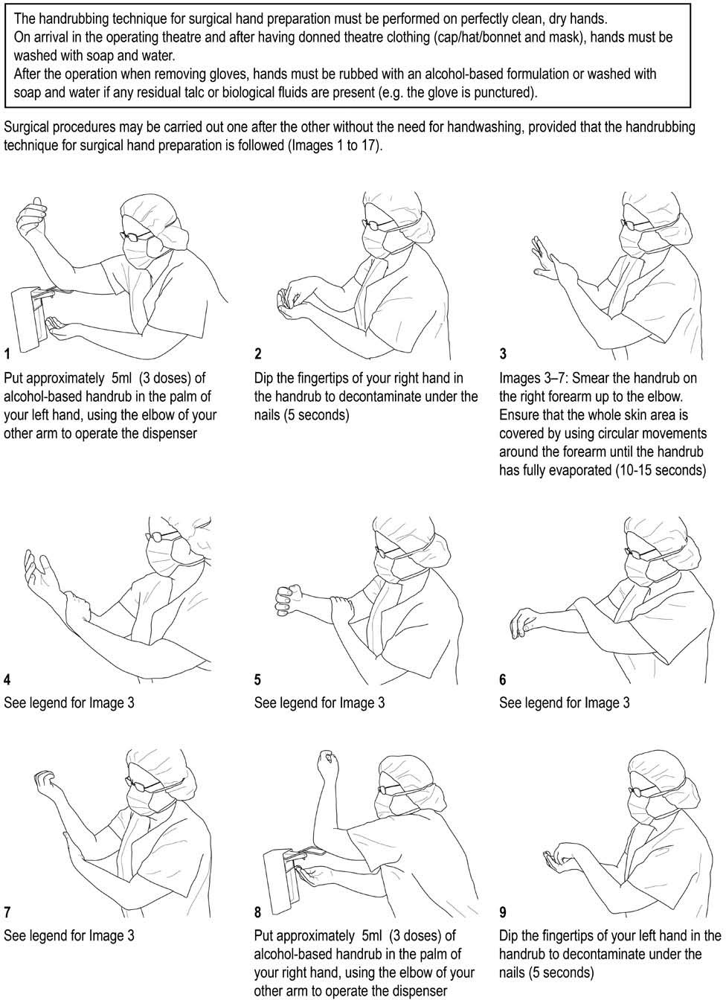 The handrubbing technique for surgical hand preparation must be performed on perfectly clean, dry hands.
On arrival in the operating theatre and after having donned theatre clothing (cap/hat/bonnet and mask), hands must be
washed with soap and water.
After the operation when removing gloves, hands must be rubbed with an alcohol-based formulation or washed with
soap and water if any residual talc or biological fluids are present (e.g. the glove is punctured).
Surgical procedures may be carried out one after the other without the need for handwashing, provided that the handrubbing
technique for surgical hand preparation is followed (Images 1 to 17).
1
Put approximately 5ml (3 doses) of
alcohol-based handrub in the palm of
your left hand, using the elbow of your
other arm to operate the dispenser
2
Dip the fingertips of your right hand in
the handrub to decontaminate under the
nails (5 seconds)
3
Images 3–7: Smear the handrub on
the right forearm up to the elbow.
Ensure that the whole skin area is
covered by using circular movements
around the forearm until the handrub
has fully evaporated (10-15 seconds)
4
See legend for Image 3
5
See legend for Image 3
6
See legend for Image 3
7
See legend for Image 3
8
Put approximately 5ml (3 doses) of
alcohol-based handrub in the palm of
your right hand, using the elbow of your
other arm to operate the dispenser
9
Dip the fingertips of your left hand in the
handrub to decontaminate under the
nails (5 seconds)